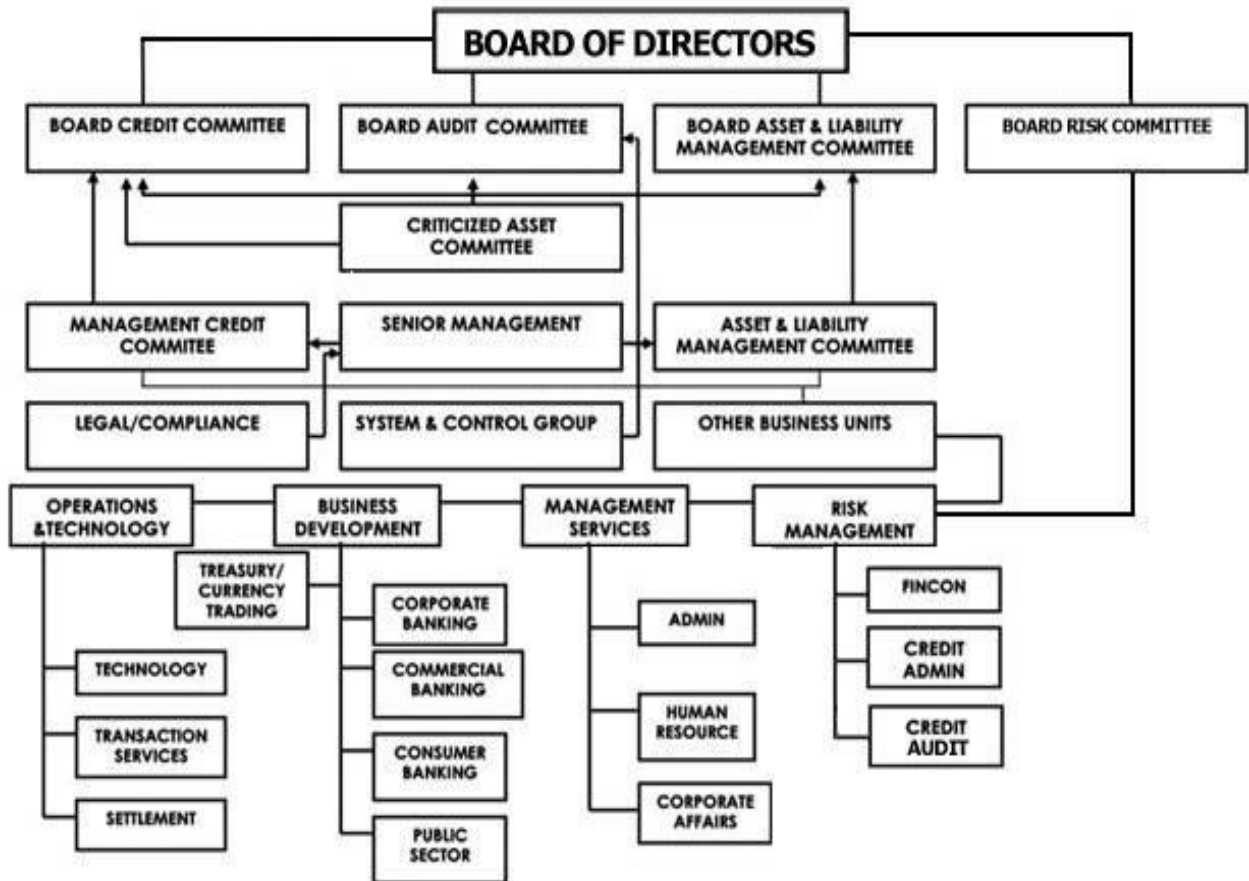 BOARD OF DIRECTORS
BOARD CREDIT COMMITTEE
BOARD AUDIT COMMITTEE
BOARD ASSET & LIABILITY
MANAGEMENT COMMITTEE
BOARD RISK COMMITTEE
CRITICIZED ASSET
COMMITTEE
MANAGEMENT CREDIT
COMMITEE
SENIOR MANAGEMENT
ASSET & LIABILITY
MANAGEMENT COMMITTEE
LEGAL/COMPLIANCE
SYSTEM & CONTROL GROUP
OTHER BUSINESS UNITS
OPERATIONS
&TECHNOLOGY
BUSINESS
DEVELOPMENT
MANAGEMENT
SERVICES
RISK
MANAGEMENT
TREASURY/
CURRENCY
TRADING
TECHNOLOGY
TRANSACTION
SERVICES
SETTLEMENT
CORPORATE
BANKING
COMMERCIAL
BANKING
CONSUMER
BANKING
PUBLIC
SECTOR
ADMIN
HUMAN
RESOURCE
CORPORATE
AFFAIRS
FINCON
CREDIT
ADMIN
CREDIT
AUDIT